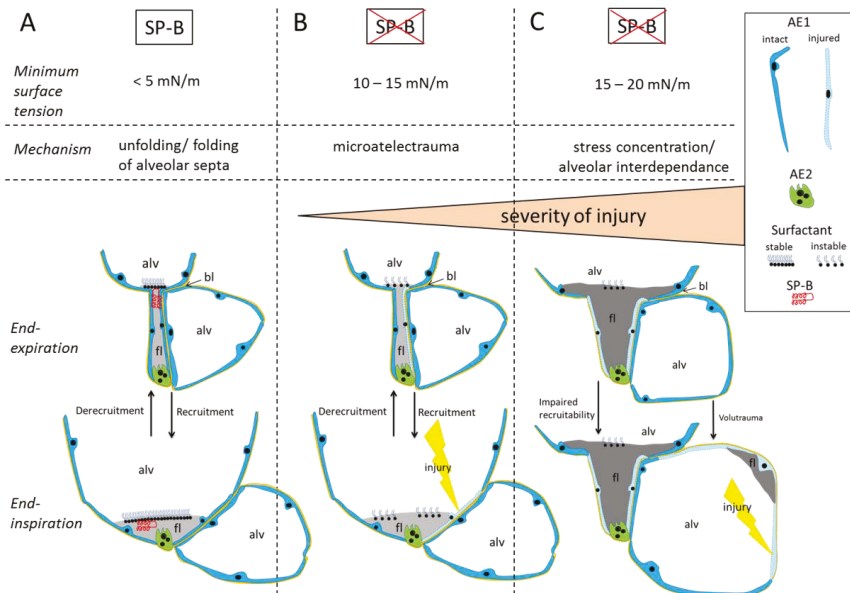 A
SP-B
B
SP-B
C
SP-B
AE1
intact
injured
AE2
Surfactant
stable
instable
SP-B
Minimum
surface
tension
< 5 mN/m
10 – 15 mN/m
15 – 20 mN/m
Mechanism
unfolding/ folding
of alveolar septa
microatelectrauma
stress concentration/
alveolar interdependance
severity of injury
End-
expiration
alv
bl
alv
fl
alv
bl
alv
fl
alv
bl
fl
alv
Derecruitment
Recruitment
Derecruitment
Recruitment
Impaired
recruitability
Volutrauma
End-
inspiration
alv
fl
alv
injury
fl
alv
alv
fl
fl
injury
alv